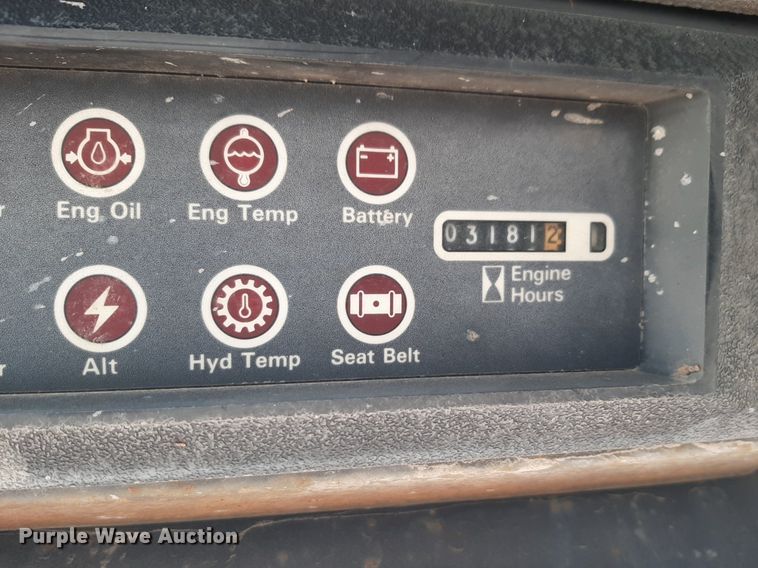 Eng Oil
Eng Temp
Battery
031812
Engine
Hours
Alt
Hyd Temp
Seat Belt
Purple Wave Auction